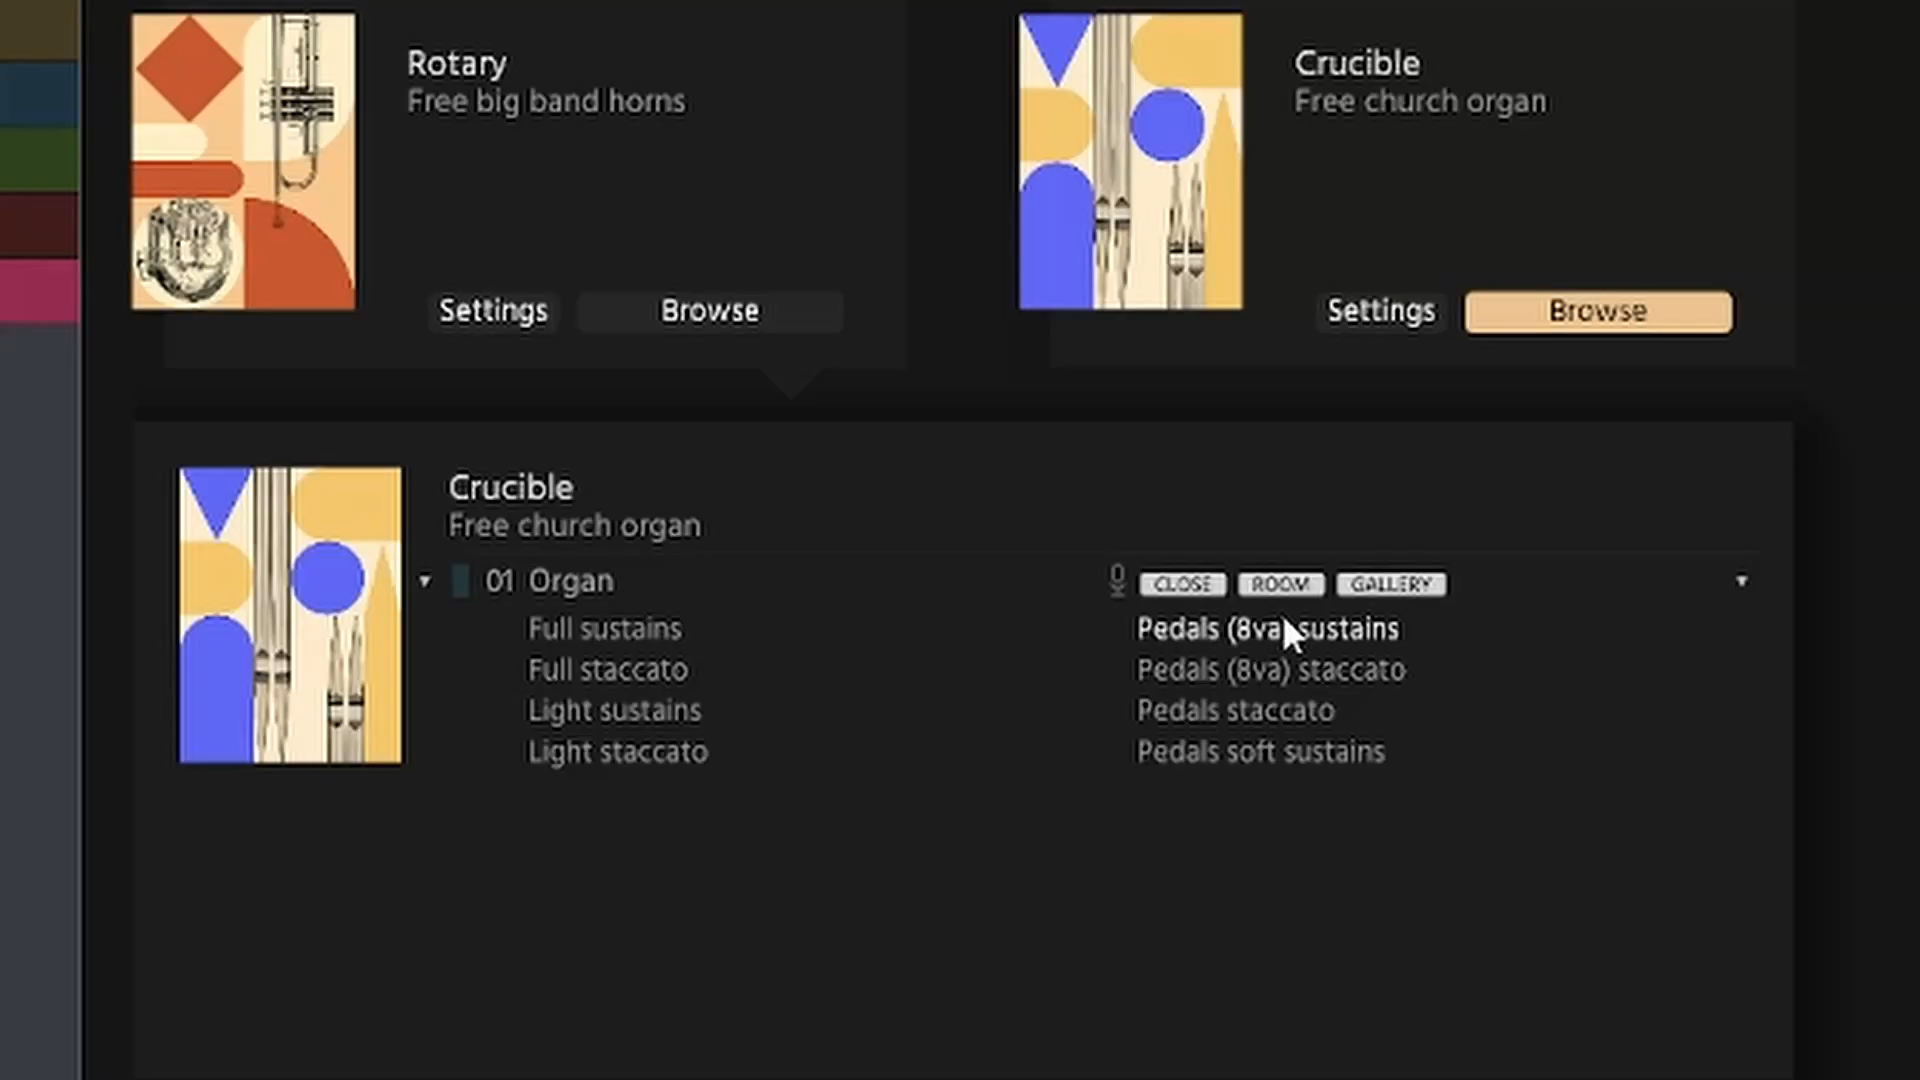 Rotary
Free big band horns
Settings Browse
Crucible
Free church organ
Settings Browse
Crucible
Free church organ
01 Organ
CLOSE ROOM GALLERY
Full sustains
Full staccato
Light sustains
Light staccato
Pedals (8va) sustains
Pedals (8va) staccato
Pedals staccato
Pedals soft sustains